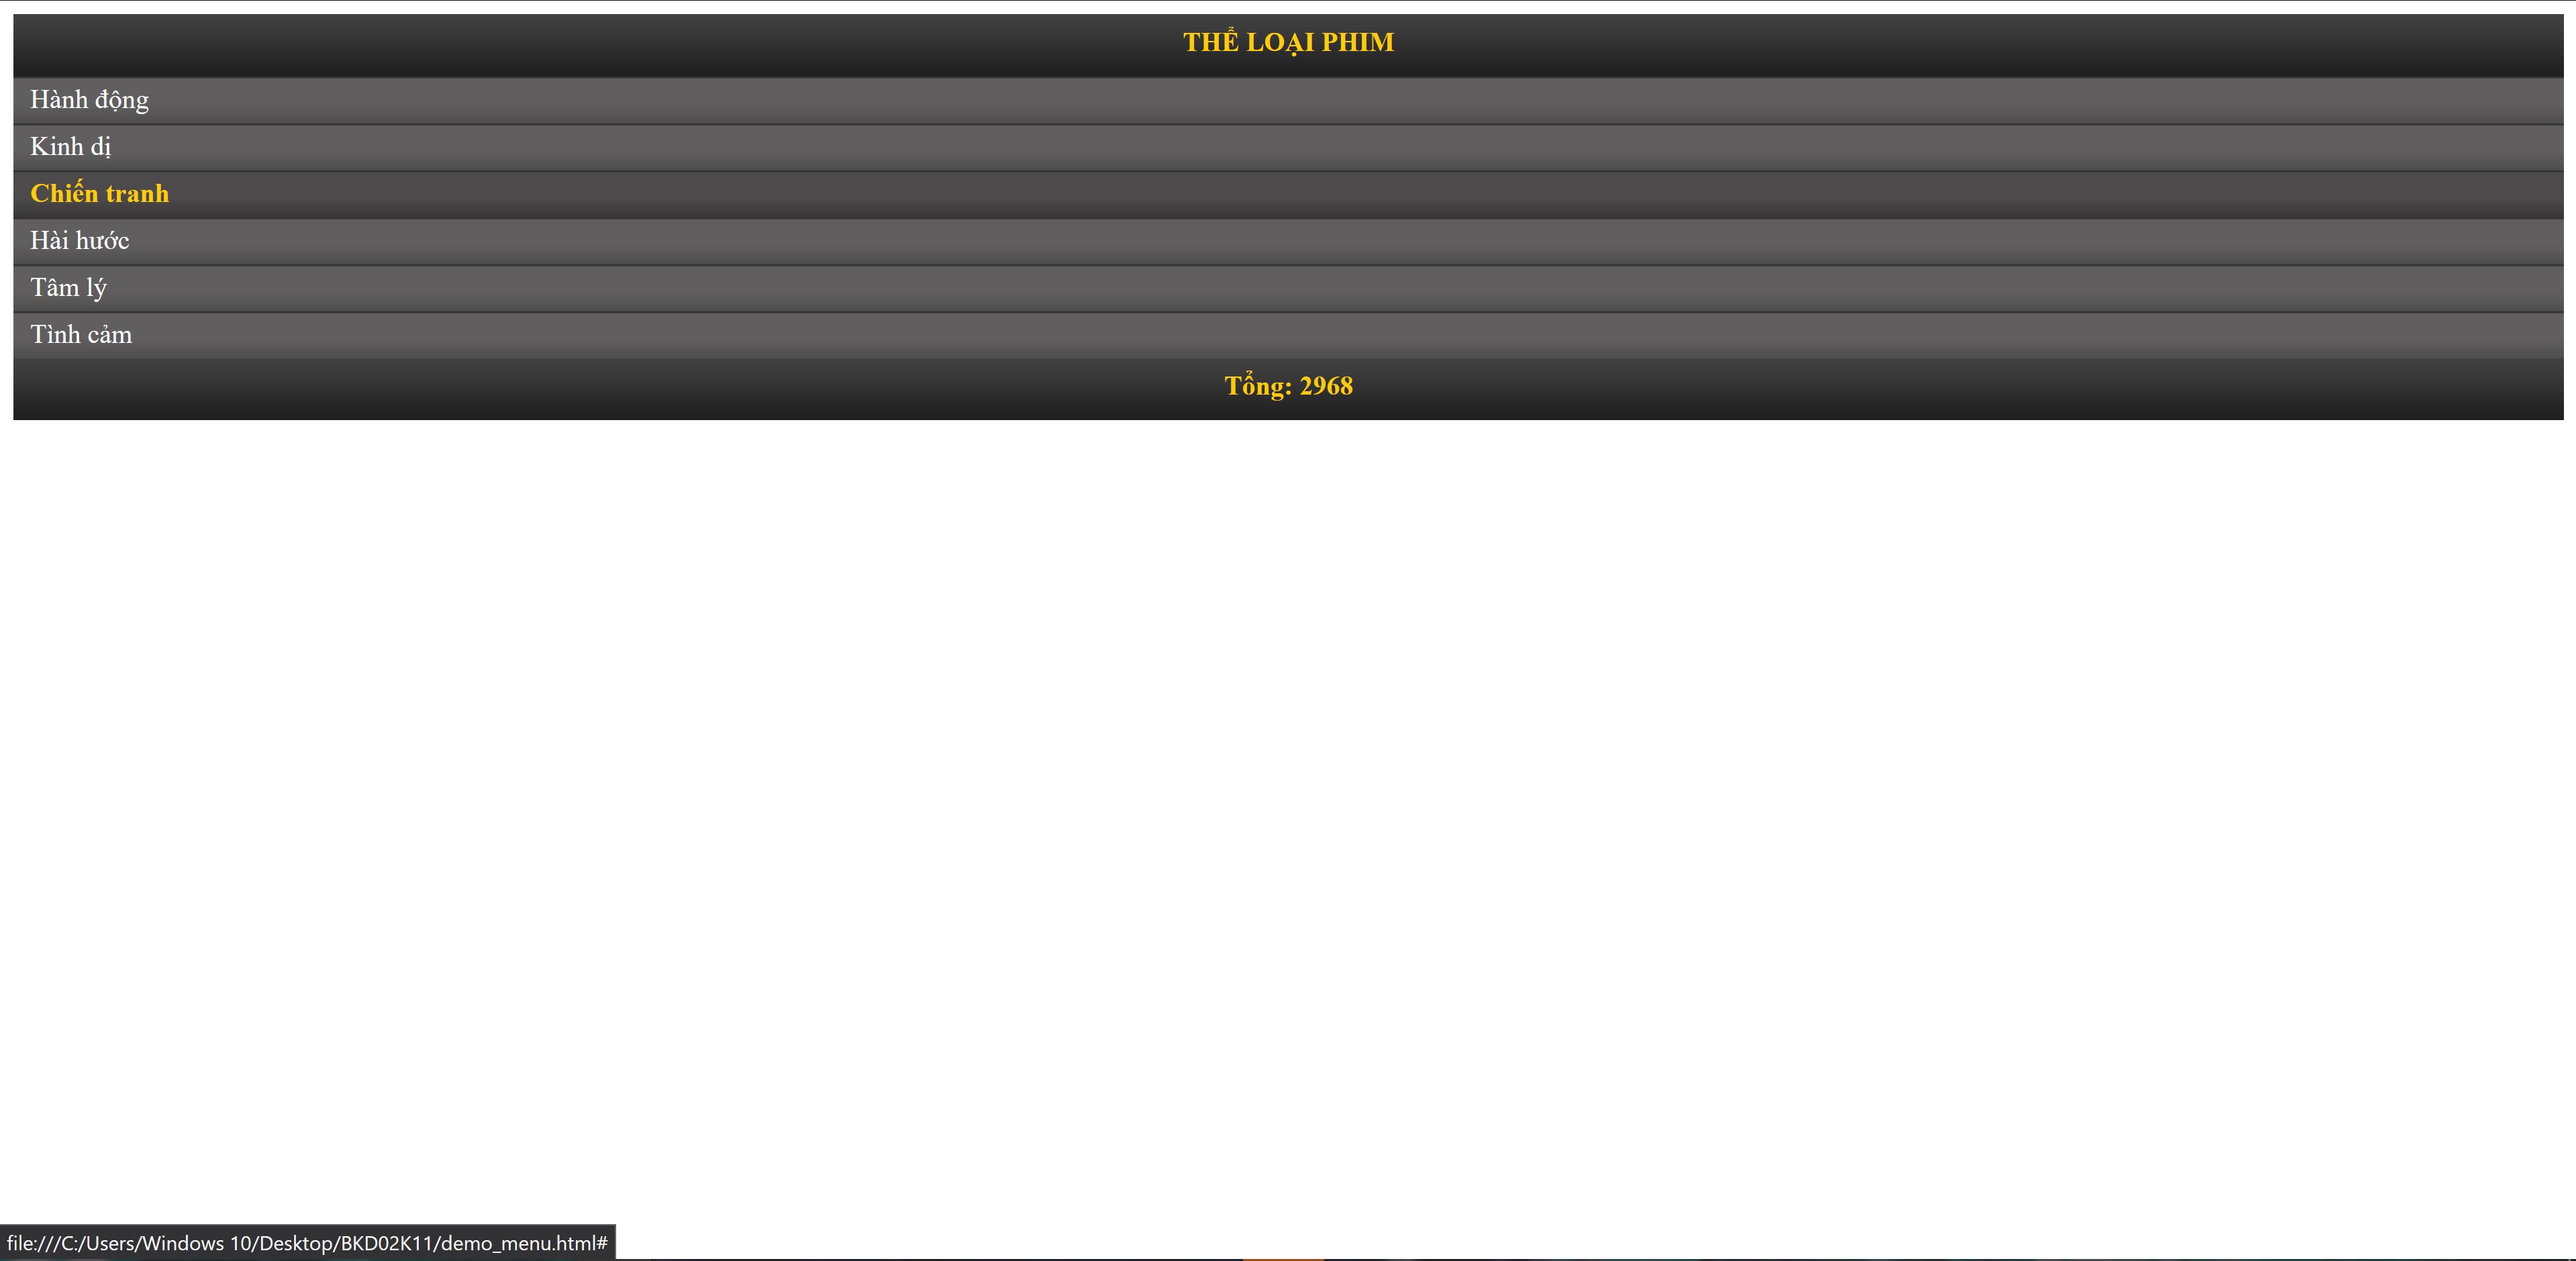 THỂ LOẠI PHIM
Hành động
Kinh dị
Chiến tranh
Hài hước
Tâm lý
Tình cảm
Tổng: 2968
file:///C:/Users/Windows 10/Desktop/BKD02K11/demo_menu.html#